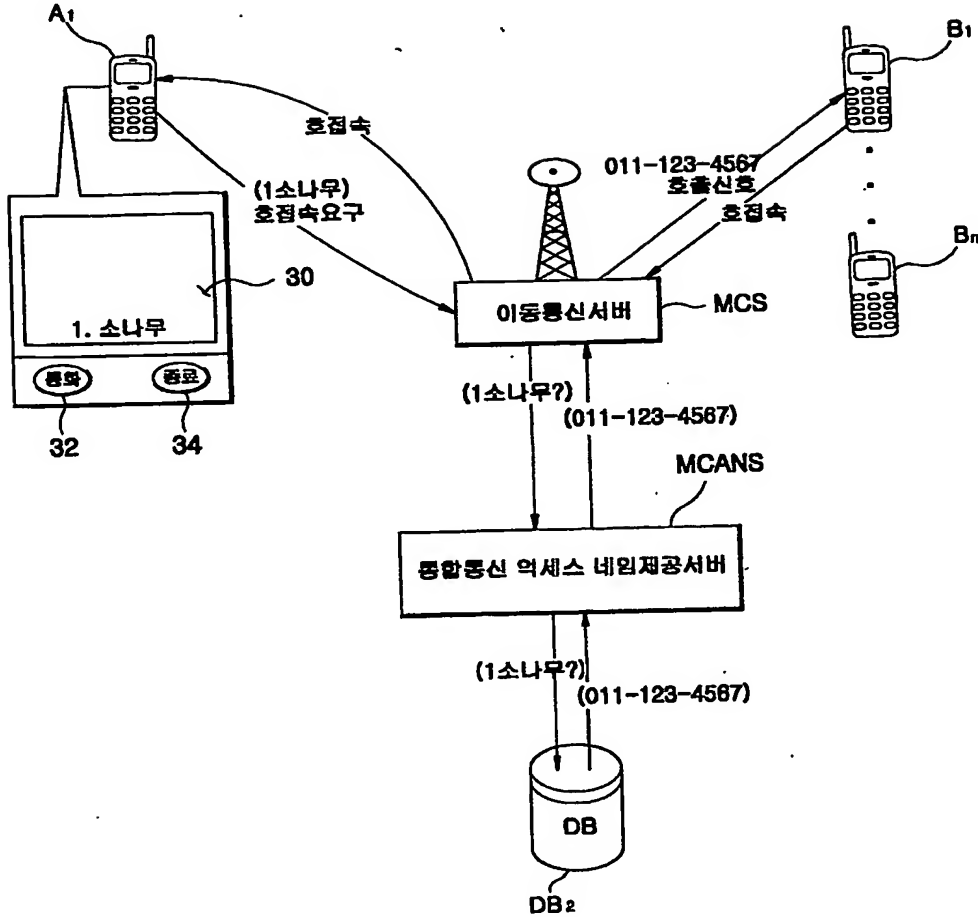 A1
B1
호접속
011-123-4567
호출신호
(1소나무)
호접속요구
호접속
Bn
30
이동통신서버
MCS
1. 소나무
통화
종료
(1소나무?)
(011-123-4567)
32
34
MCANS
통합통신 억세스 네임제공서버
(1소나무?)
(011-123-4567)
DB
DB2